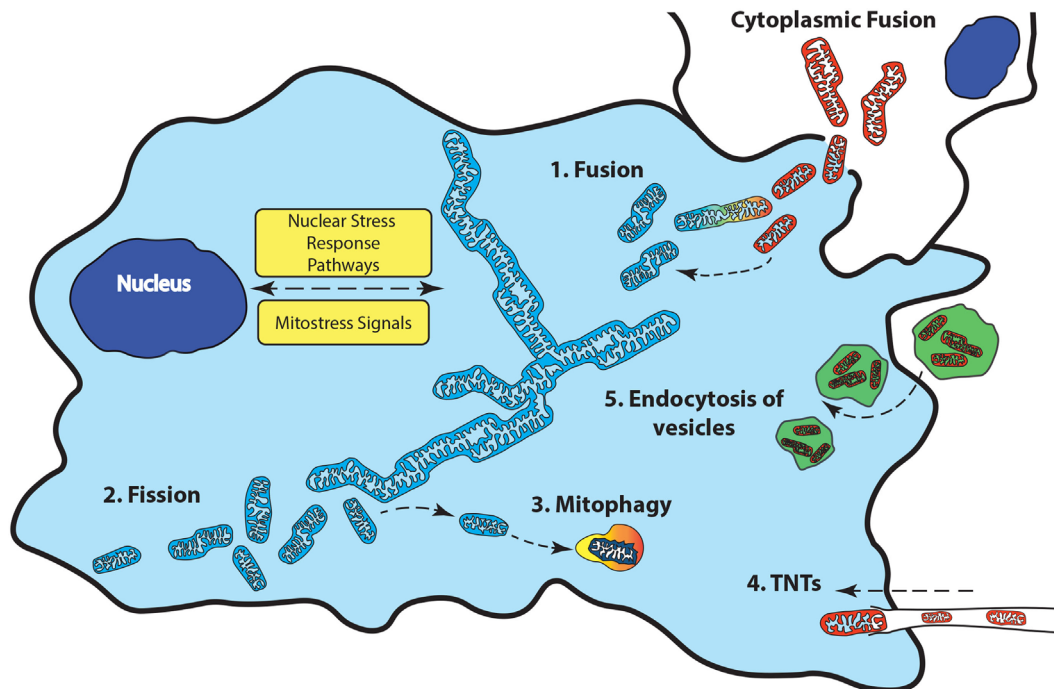 Cytoplasmic Fusion
1. Fusion
Nuclear Stress
Response
Pathways
Nucleus
Mitostress Signals
5. Endocytosis of
vesicles
2. Fission
3. Mitophagy
4. TNTs